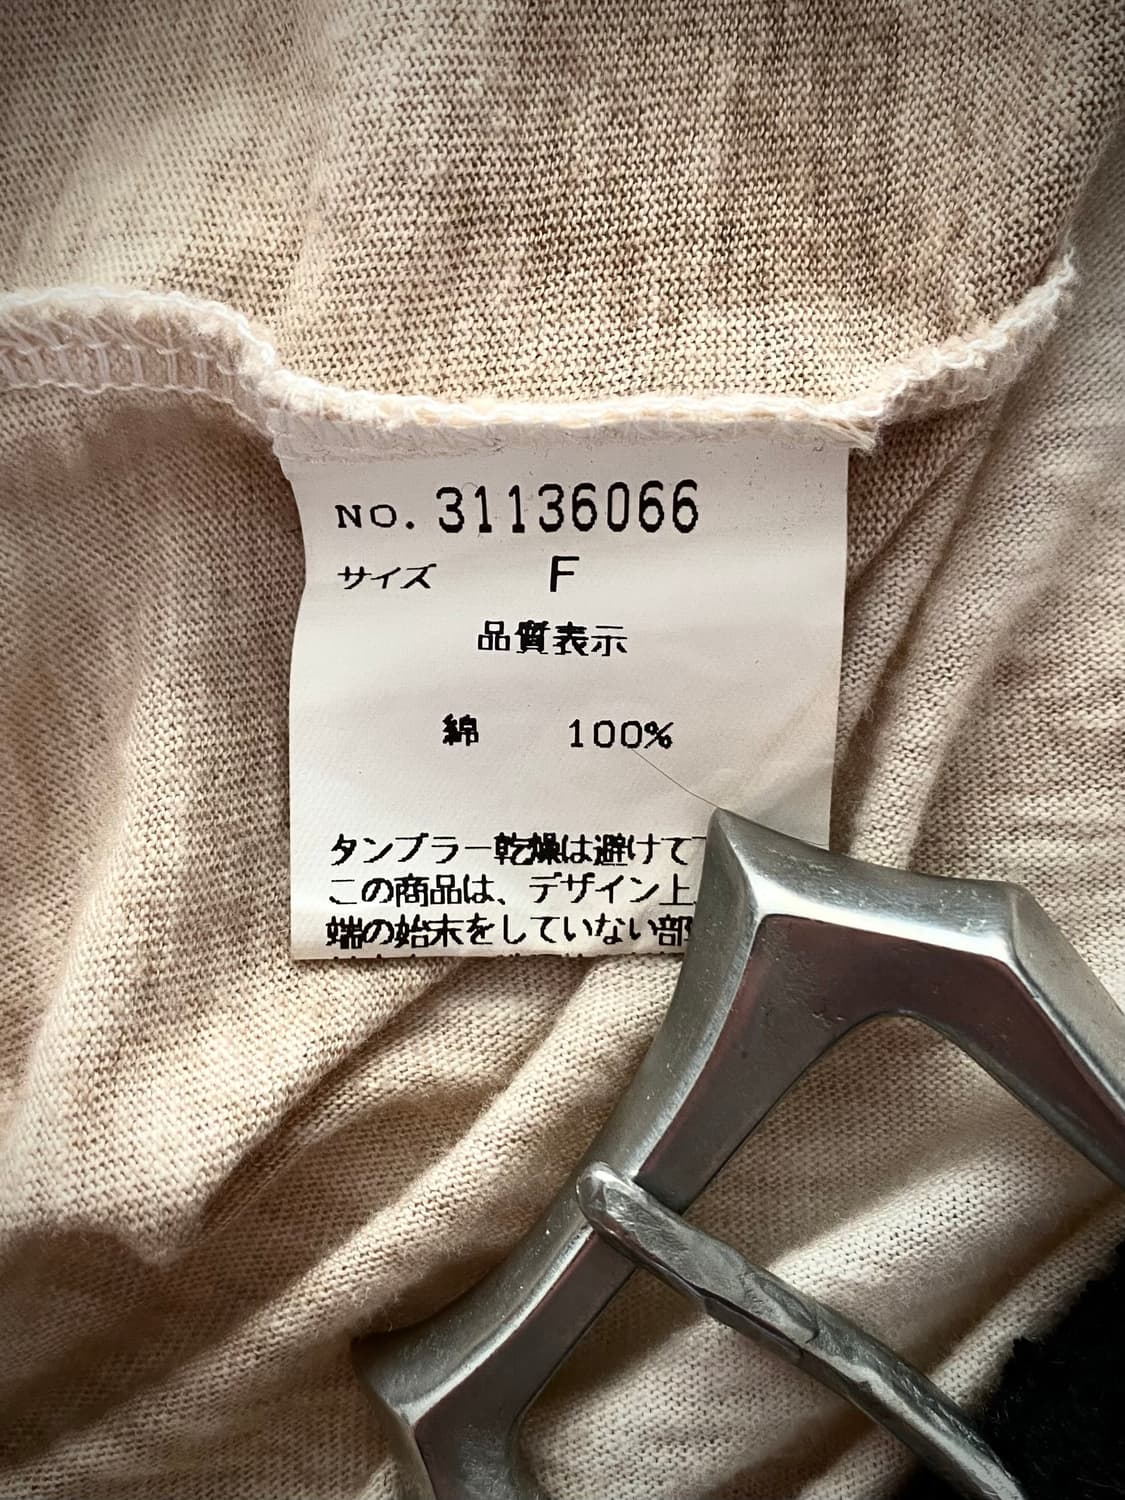 NO. 31136066
サイズ F
品質表示
綿 100%
タンブラー乾燥は避けて
この商品は、デザイン上
端の始末をしていない部